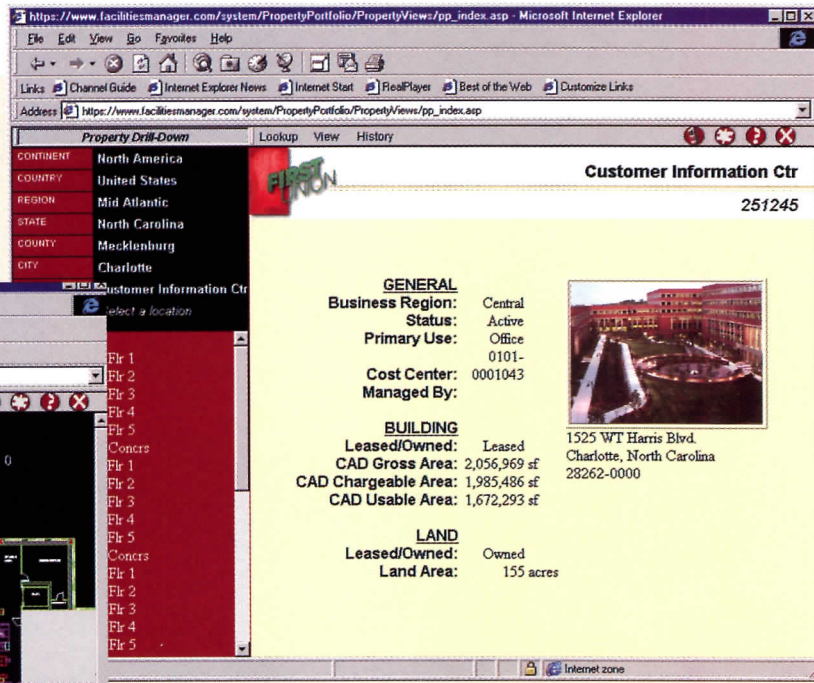 https://www.facilitiesmanager.com/system/PropertyPortfolio/PropertyViews/pp_index.asp - Microsoft Internet Explorer
File Edit View Go Favorites Help
Links Channel Guide Internet Explorer News Internet Start RealPlayer Best of the Web Customize Links
Address https://www.facilitiesmanager.com/system/PropertyPortfolio/PropertyViews/pp_index.asp
Property Drill-Down Lookup View History
CONTINENT North America
COUNTRY United States
REGION Mid Atlantic
STATE North Carolina
COUNTY Mecklenburg
CITY Charlotte
Customer Information Ctr
Select a location
Flr 1
Flr 2
Flr 3
Flr 4
Flr 5
Concrs
Flr 1
Flr 2
Flr 3
Flr 4
Flr 5
Concrs
Flr 1
Flr 2
Flr 3
Flr 4
Flr 5
FIRST
UNION
Customer Information Ctr
251245
GENERAL
Business Region: Central
Status: Active
Primary Use: Office
0101-
Cost Center: 0001043
Managed By:
BUILDING
Leased/Owned: Leased
CAD Gross Area: 2,056,969 sf
CAD Chargeable Area: 1,985,486 sf
CAD Usable Area: 1,672,293 sf
LAND
Leased/Owned: Owned
Land Area: 155 acres
1525 WT Harris Blvd.
Charlotte, North Carolina
28262-0000
0
Internet zone